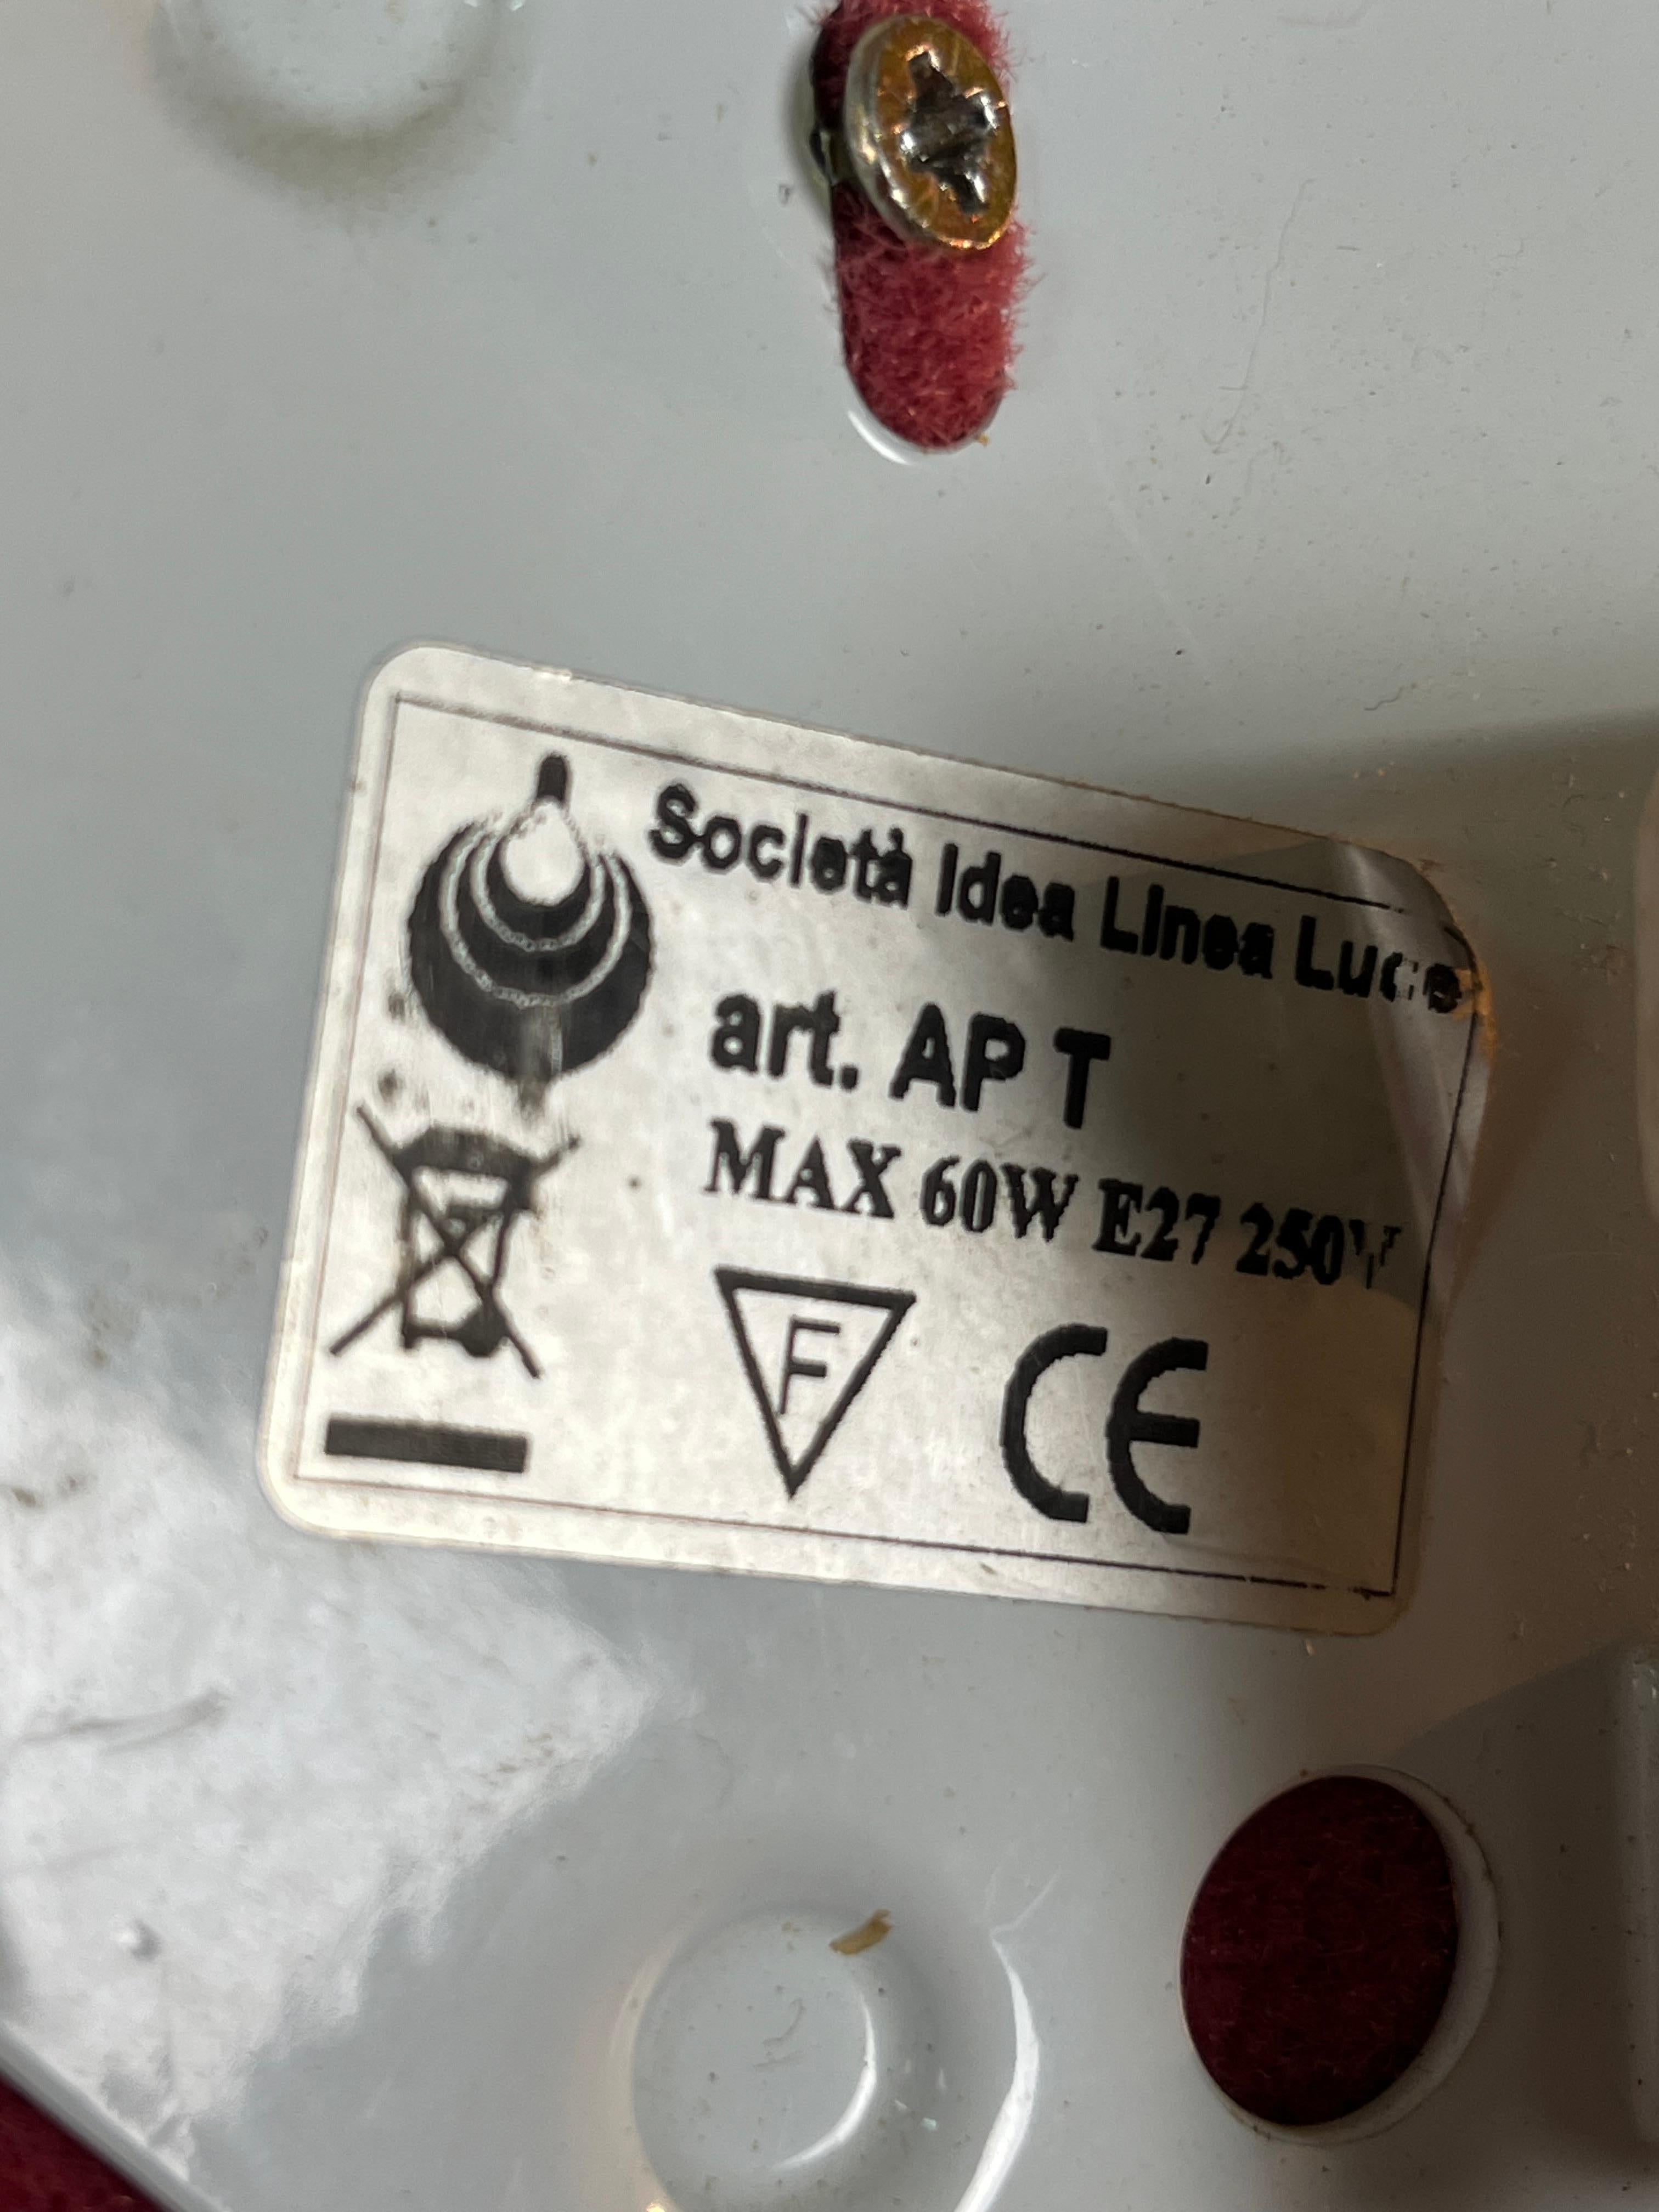 Società Idea Linea Luce
art. AP T
MAX 60W E27 250V
F
CE